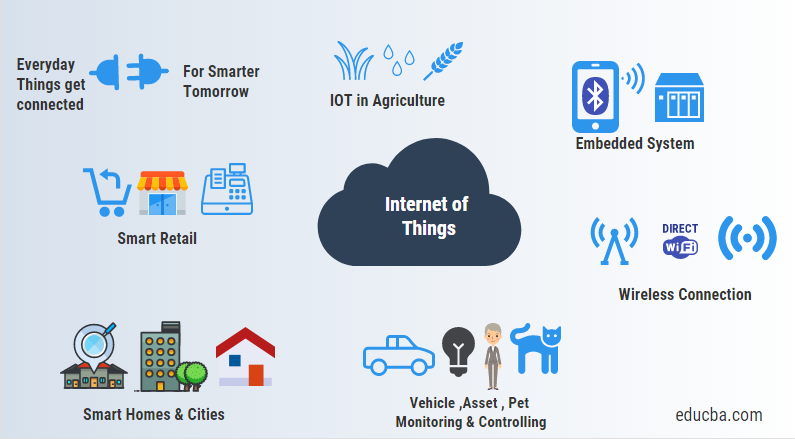 Everyday
Things get
connected
For Smarter
Tomorrow
IOT in Agriculture
Embedded System
Internet of
Things
Smart Retail
DIRECT
WiFi
Wireless Connection
Smart Homes & Cities
Vehicle ,Asset , Pet
Monitoring & Controlling
educba.com